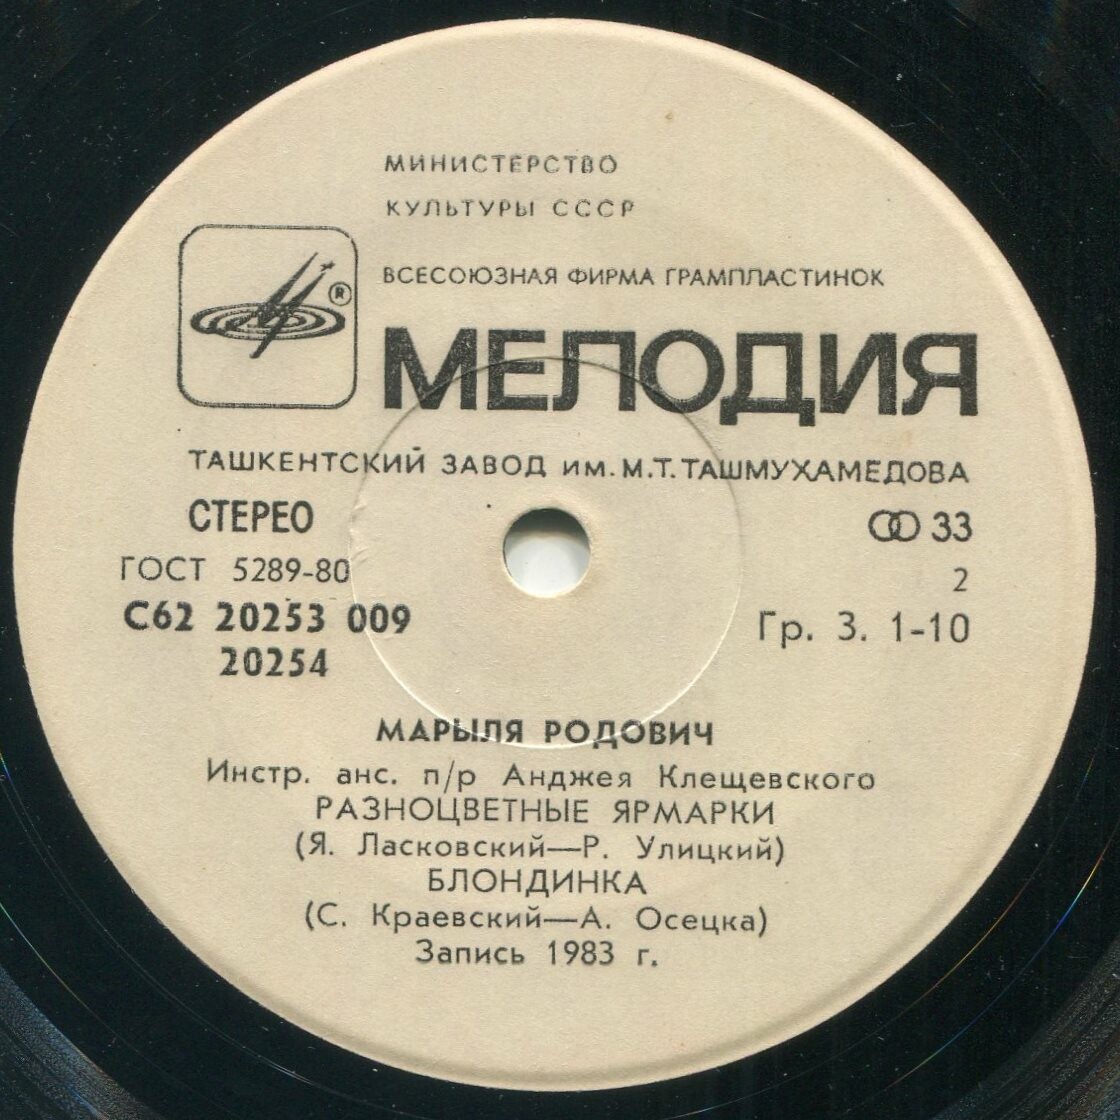 МИНИСТЕРСТВО
КУЛЬТУРЫ СССР
ВСЕСОЮЗНАЯ ФИРМА ГРАМПЛАСТИНОК
®
МЕЛОДИЯ
ТАШКЕНТСКИЙ ЗАВОД им. М.Т. ТАШМУХАМЕДОВА
СТЕРЕО
33
ГОСТ 5289-80
2
С62 20253 009
20254
Гр. 3. 1-10
МАРЫЛЯ РОДОВИЧ
Инстр. анс. п/р Анджея Клещевского
РАЗНОЦВЕТНЫЕ ЯРМАРКИ
(Я. Ласковский—Р. Улицкий)
БЛОНДИНКА
(С. Краевский—А. Осецка)
Запись 1983 г.